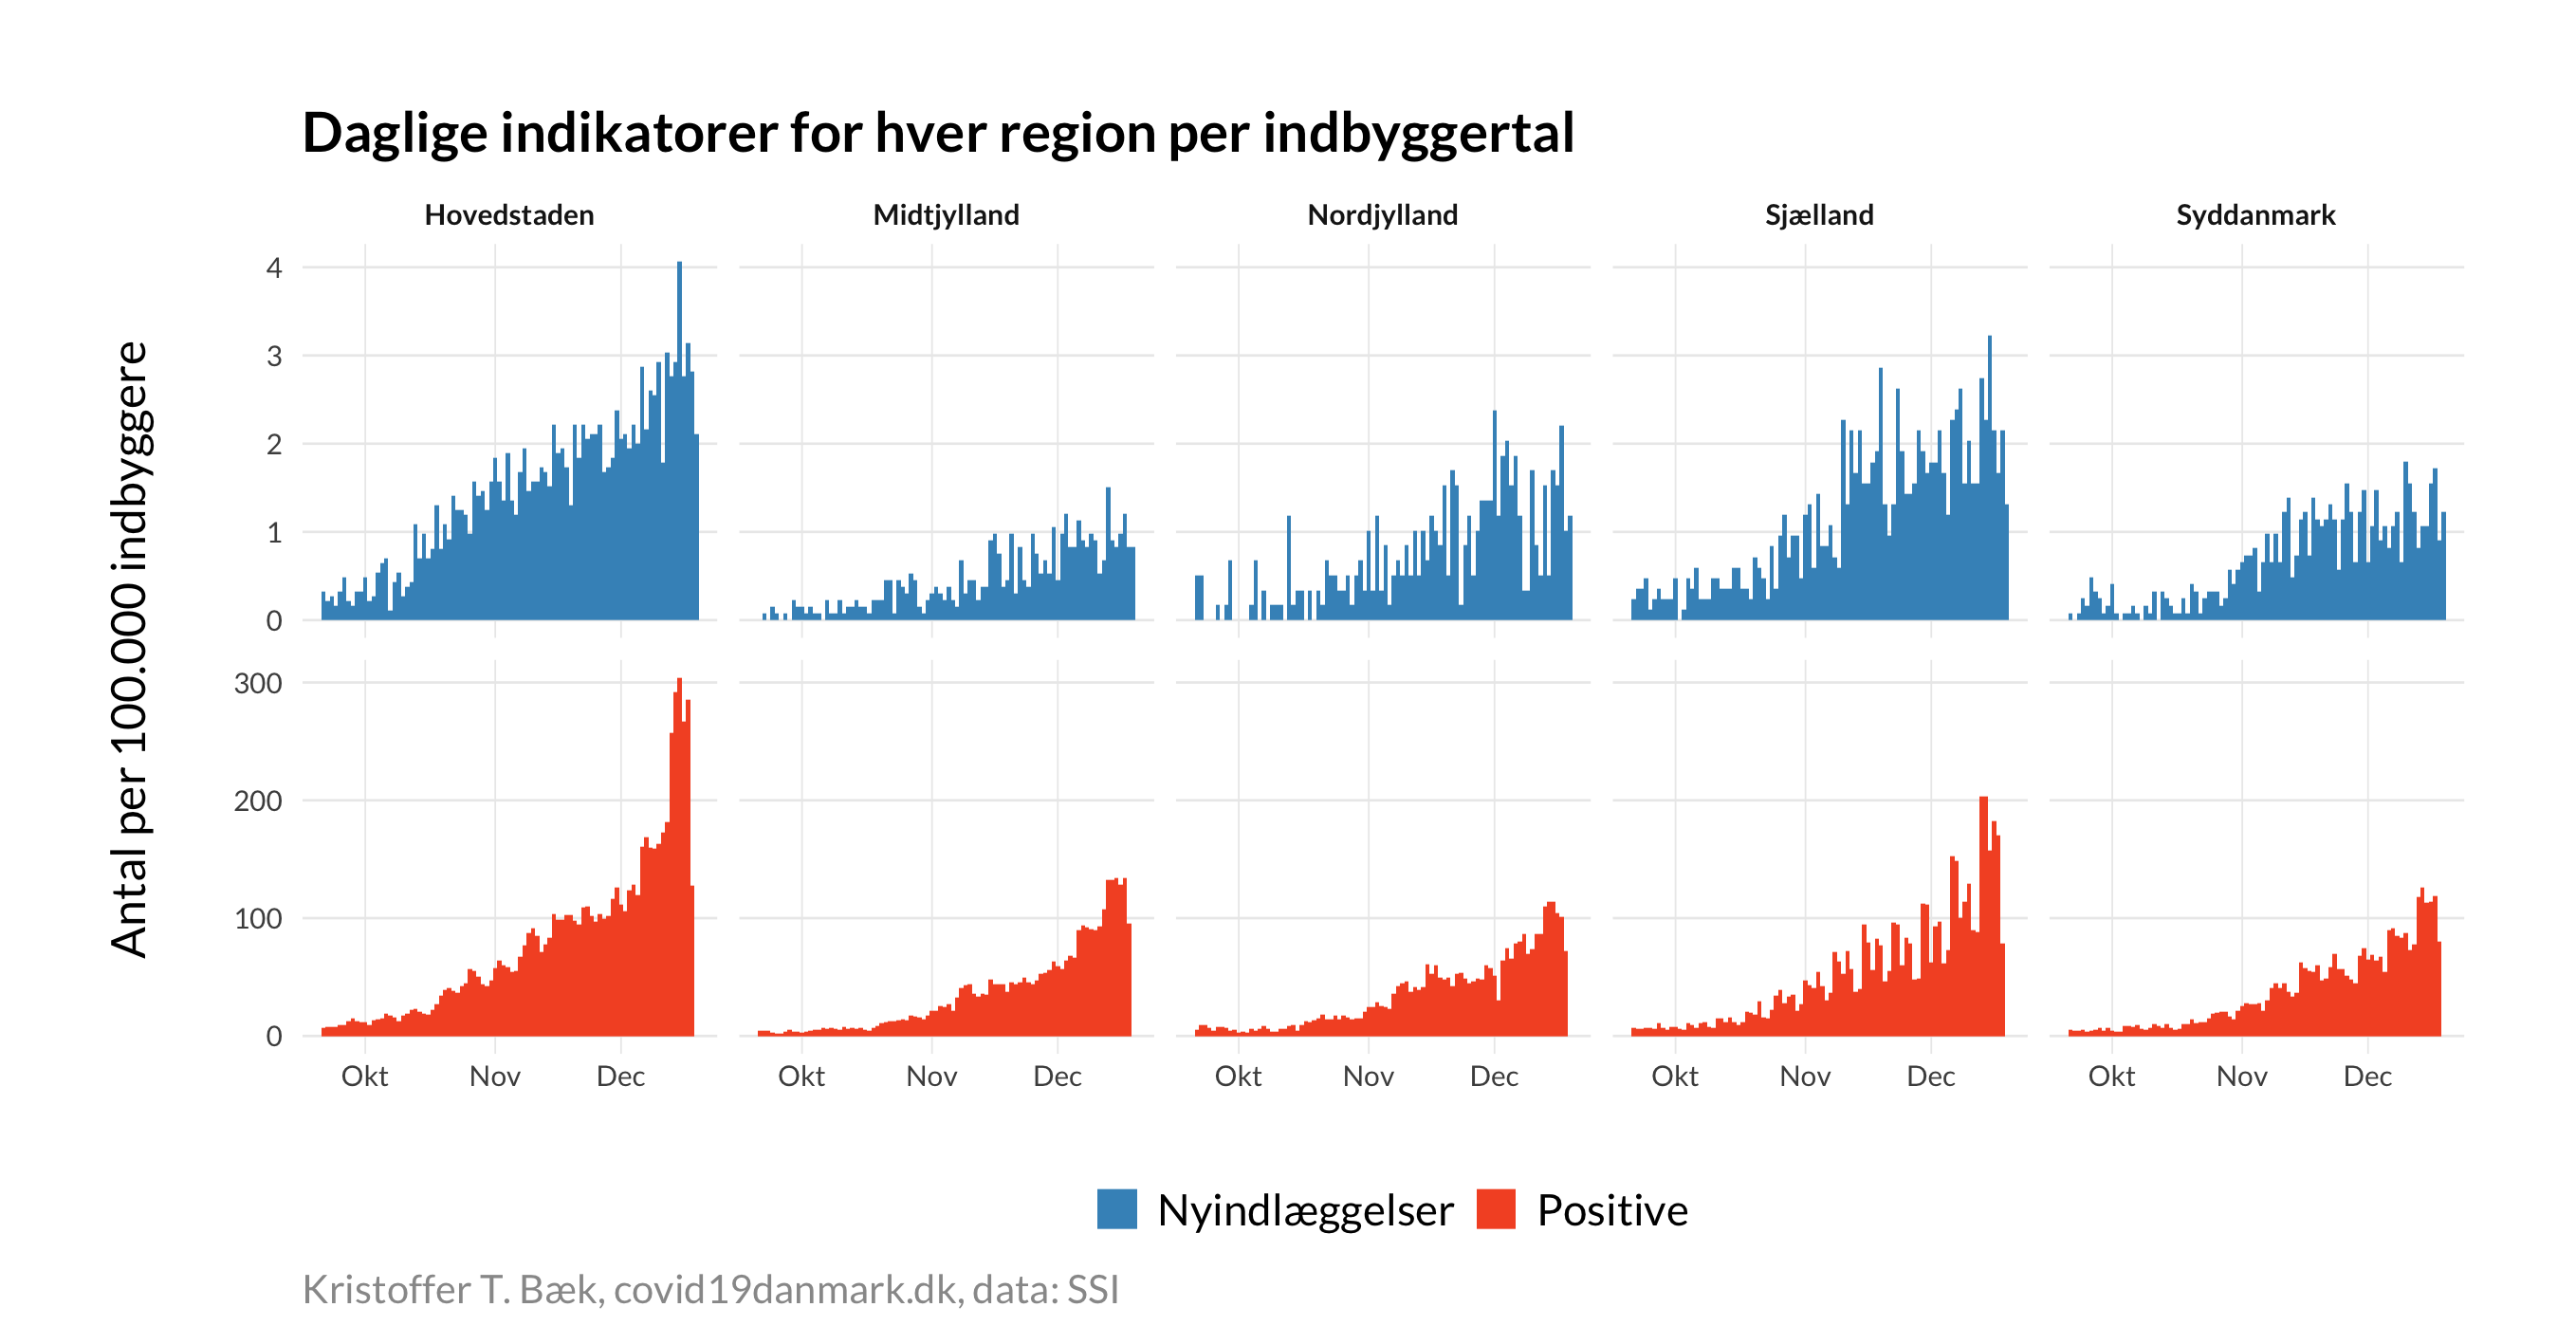 Daglige indikatorer for hver region per indbyggertal
Hovedstaden Midtjylland Nordjylland Sjælland Syddanmark
Antal per 100.000 indbyggere
4
3
2
1
0
300
200
100
0
Okt Nov Dec Okt Nov Dec Okt Nov Dec Okt Nov Dec Okt Nov Dec
Nyindlæggelser Positive
Kristoffer T. Bæk, covid19danmark.dk, data: SSI